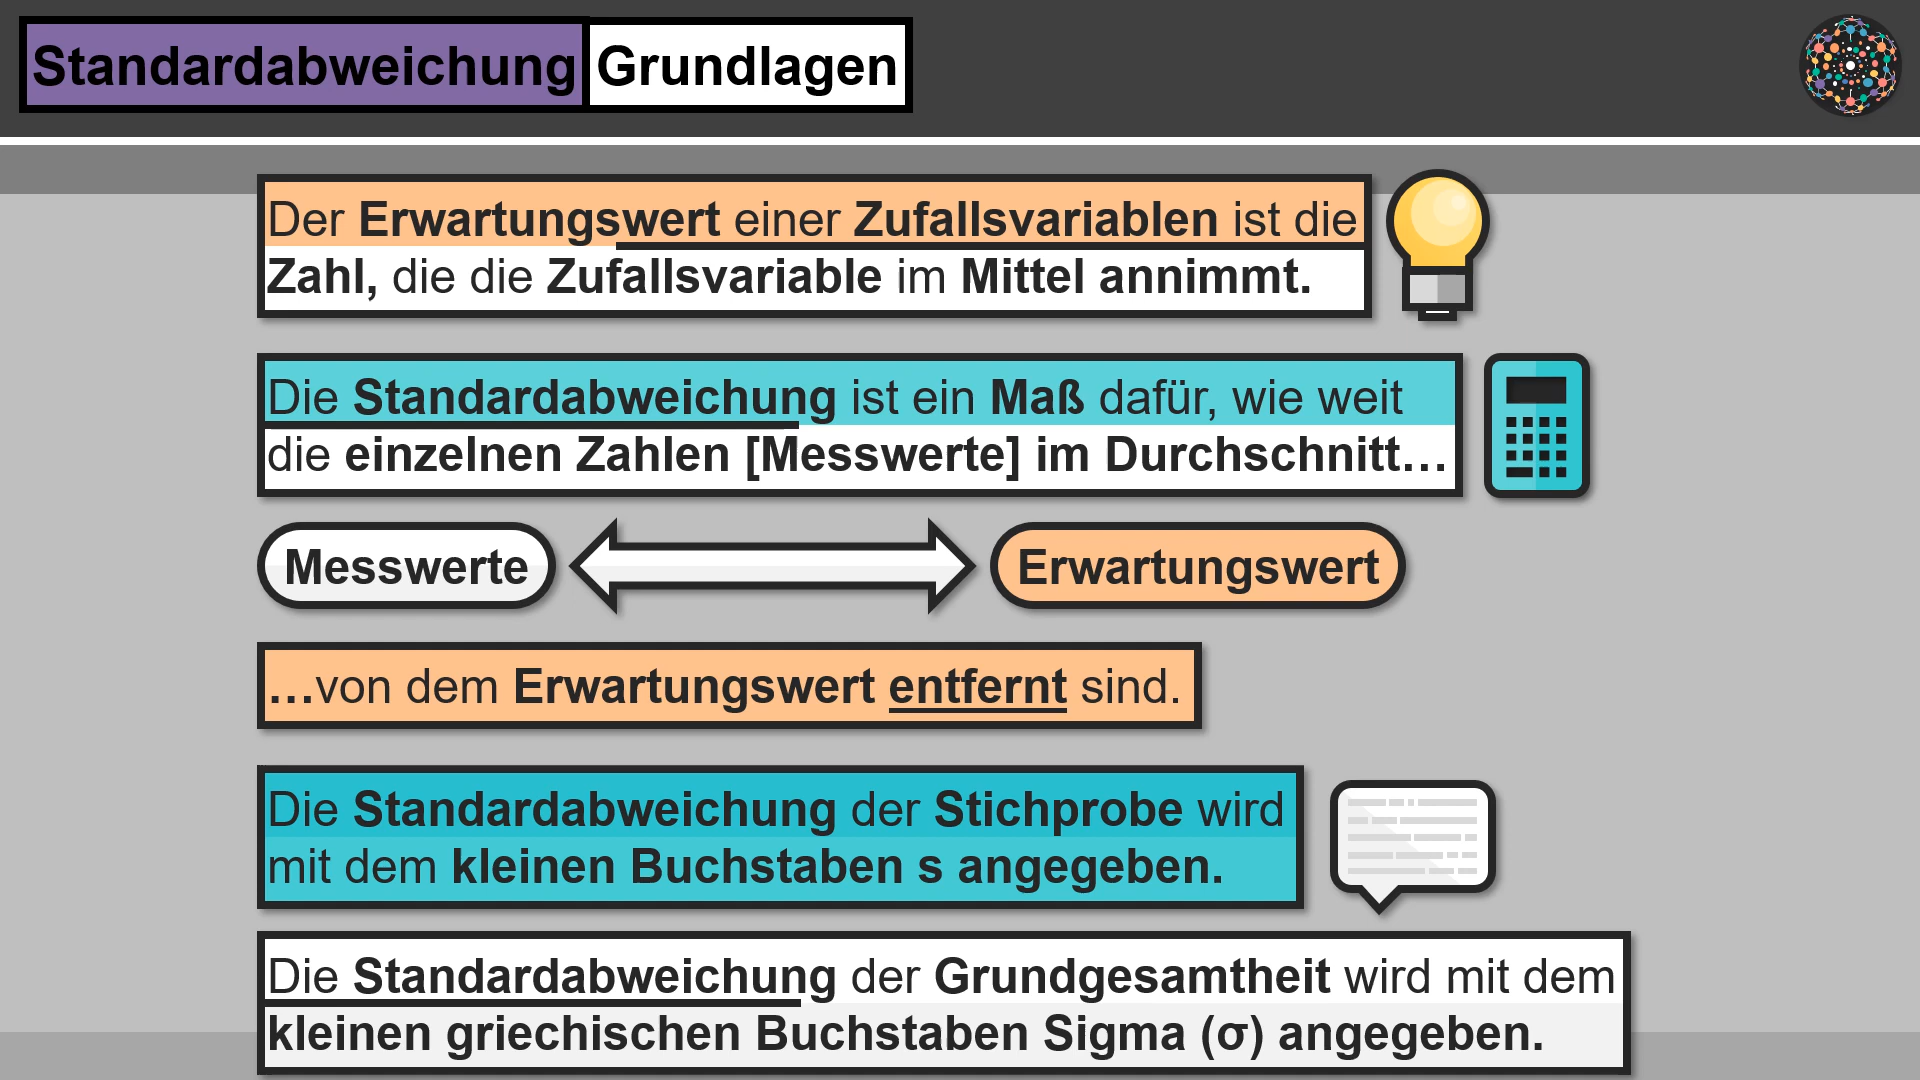 Standardabweichung Grundlagen
Der Erwartungswert einer Zufallsvariablen ist die
Zahl, die die Zufallsvariable im Mittel annimmt.
Die Standardabweichung ist ein Maß dafür, wie weit
die einzelnen Zahlen [Messwerte] im Durchschnitt…
Messwerte Erwartungswert
…von dem Erwartungswert entfernt sind.
Die Standardabweichung der Stichprobe wird
mit dem kleinen Buchstaben s angegeben.
Die Standardabweichung der Grundgesamtheit wird mit dem
kleinen griechischen Buchstaben Sigma (σ) angegeben.